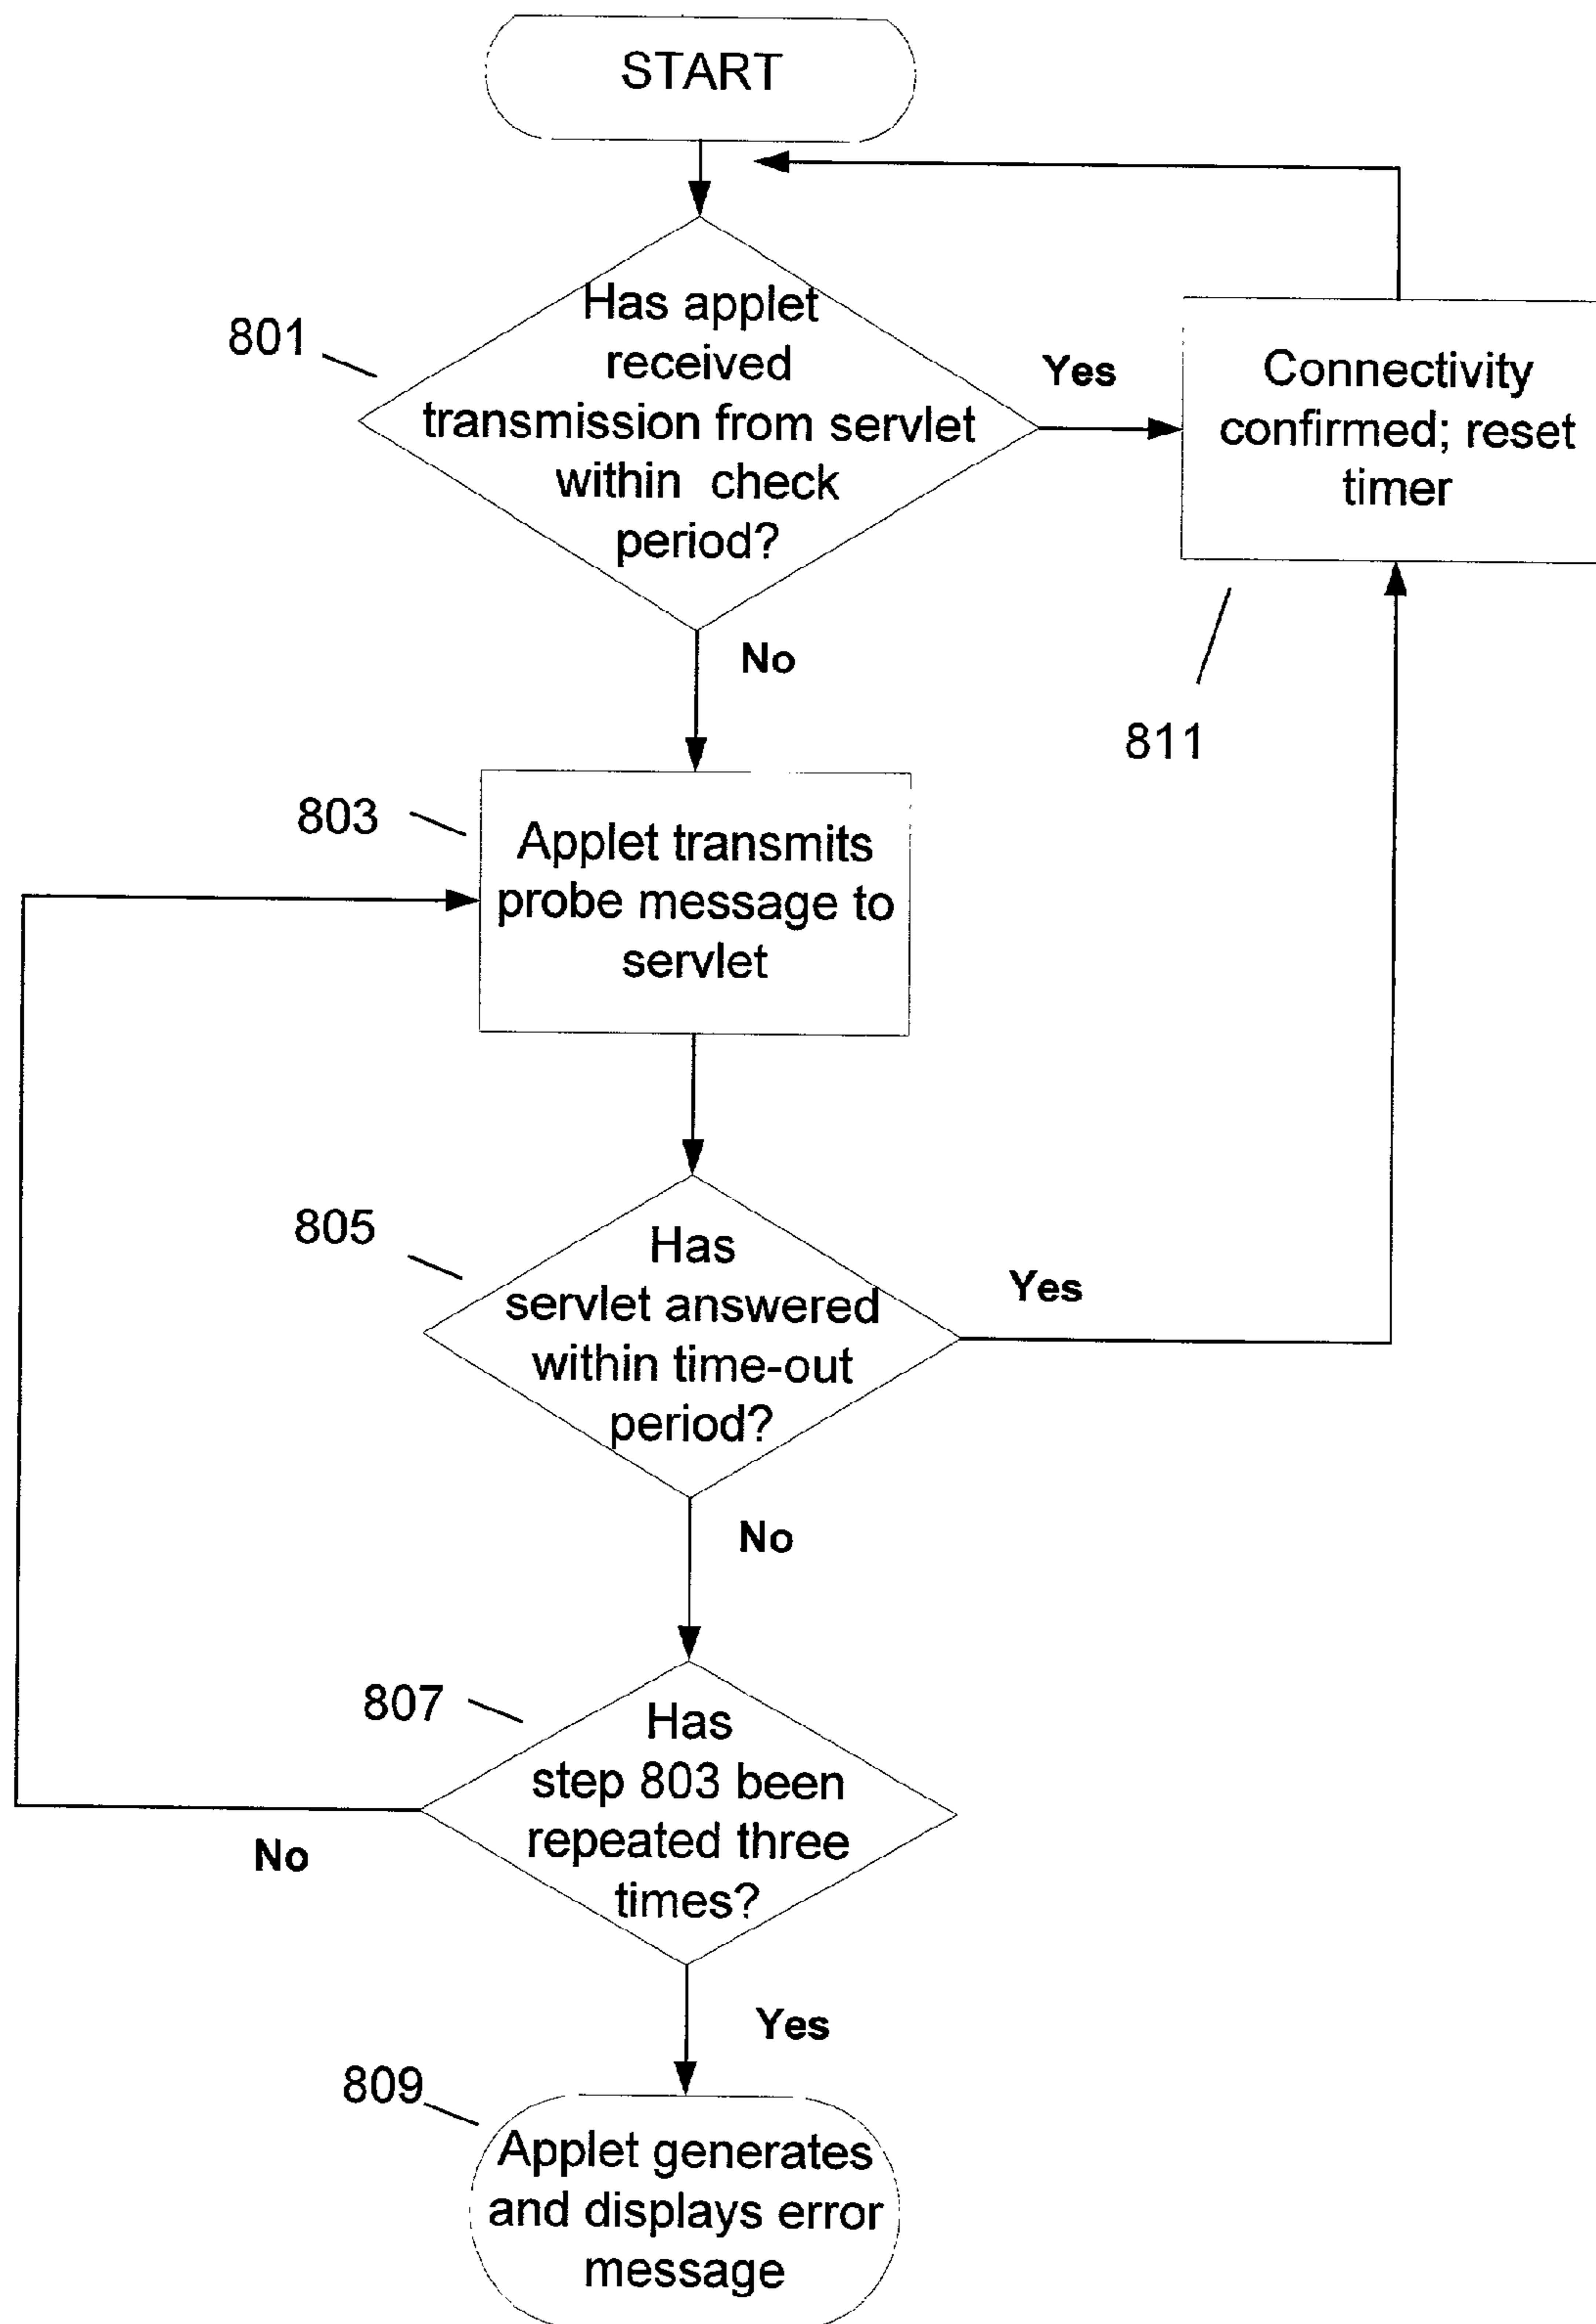 START
801
Has applet
received
transmission from servlet
within check
period?
Yes
Connectivity
confirmed; reset
timer
811
No
803
Applet transmits
probe message to
servlet
805
Has
servlet answered
within time-out
period?
Yes
No
807
Has
step 803 been
repeated three
times?
No
Yes
809
Applet generates
and displays error
message